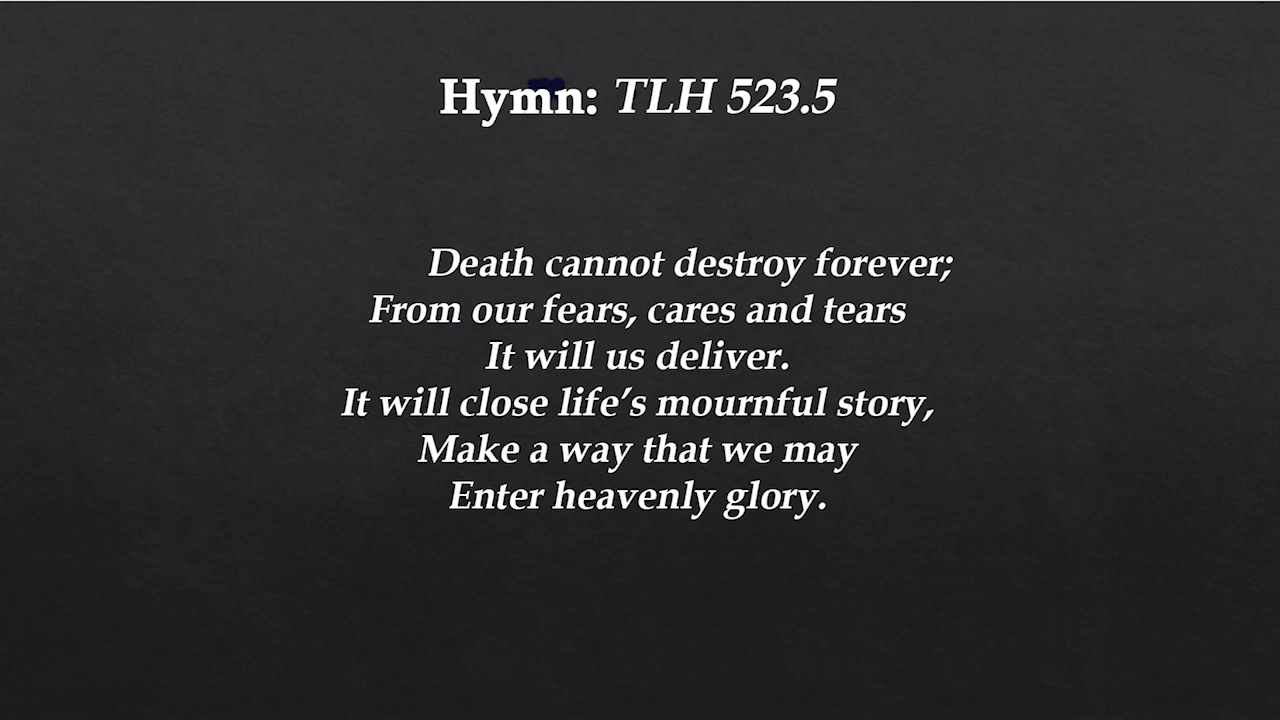 Hymn: TLH 523.5
Death cannot destroy forever;
From our fears, cares and tears
It will us deliver.
It will close life’s mournful story,
Make a way that we may
Enter heavenly glory.